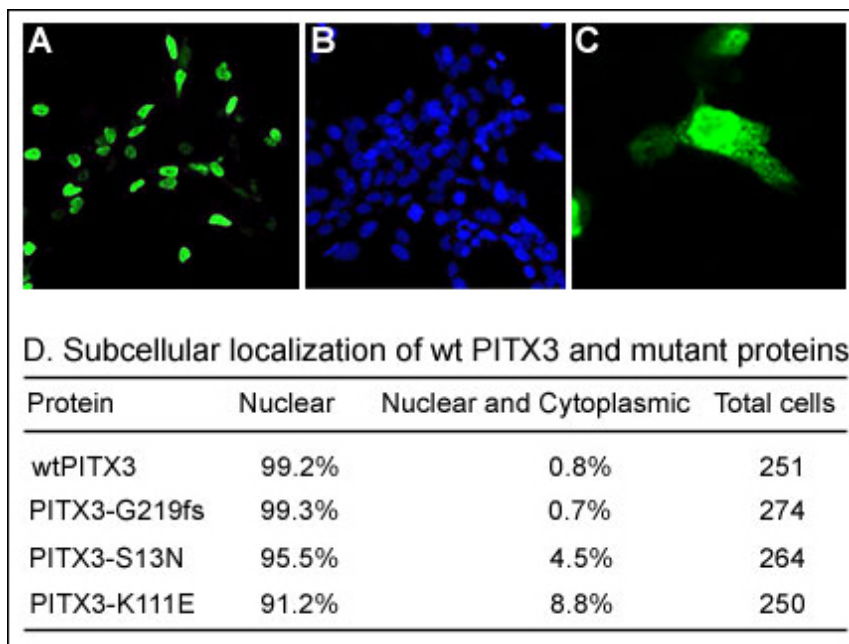 A B C
D. Subcellular localization of wt PITX3 and mutant proteins
Protein Nuclear Nuclear and Cytoplasmic Total cells
wtPITX3 99.2% 0.8% 251
PITX3-G219fs 99.3% 0.7% 274
PITX3-S13N 95.5% 4.5% 264
PITX3-K111E 91.2% 8.8% 250